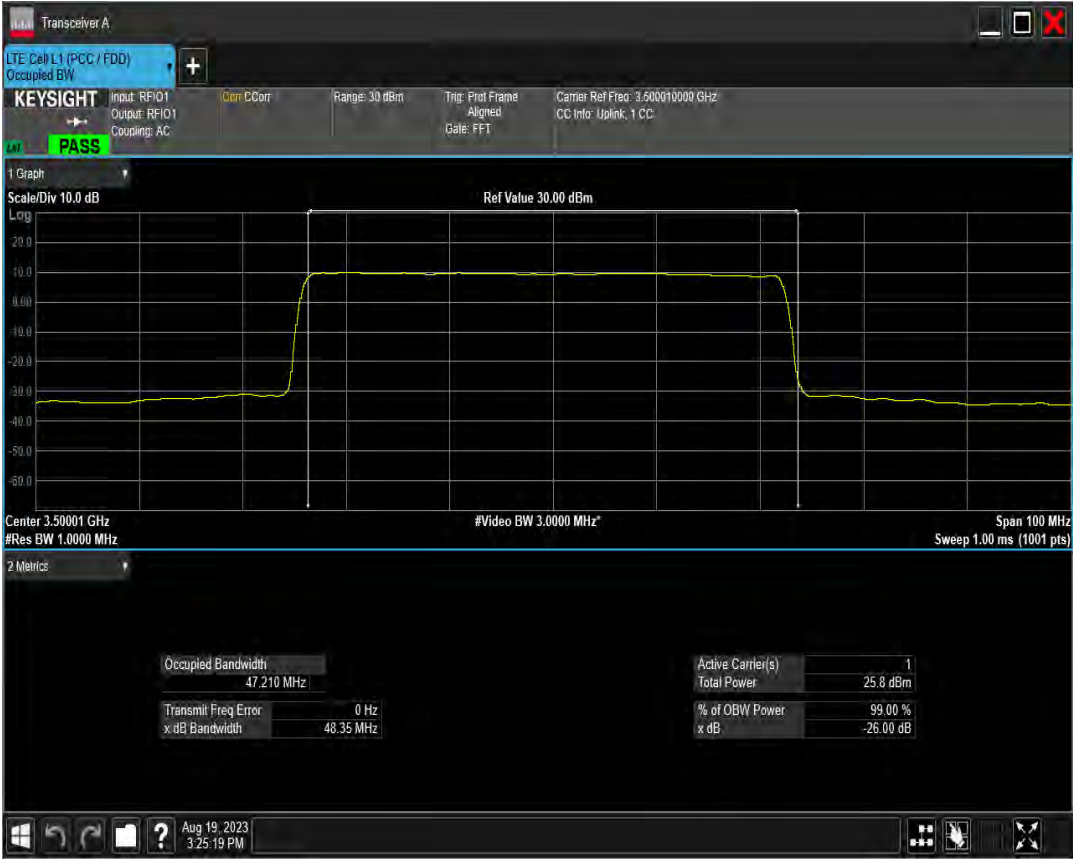 Transceiver A
LTE Cell L1 (PCC / FDD)
Occupied BW
+
KEYSIGHT
Input: RFIO1
Output: RFIO1
Coupling: AC
Corr CCorr
Range: 30 dBm
Trig: Prot Frame
Aligned
Gate: FFT
Carrier Ref Freq: 3.500010000 GHz
CC Info: Uplink, 1 CC
PASS
1 Graph
Scale/Div 10.0 dB
Ref Value 30.00 dBm
Log
20.0
10.0
0.00
-10.0
-20.0
-30.0
-40.0
-50.0
-60.0
Center 3.50001 GHz
#Video BW 3.0000 MHz*
Span 100 MHz
#Res BW 1.0000 MHz
Sweep 1.00 ms (1001 pts)
2 Metrics
Occupied Bandwidth
47.210 MHz
Transmit Freq Error 0 Hz
x dB Bandwidth 48.35 MHz
Active Carrier(s) 1
Total Power 25.8 dBm
% of OBW Power 99.00 %
x dB -26.00 dB
?
Aug 19, 2023
3:25:19 PM